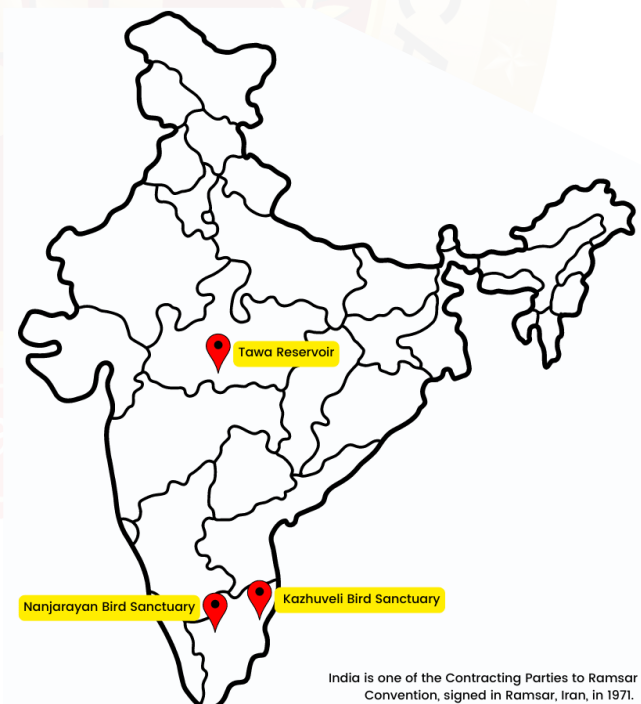 Tawa Reservoir
Nanjarayan Bird Sanctuary
Kazhuveli Bird Sanctuary
India is one of the Contracting Parties to Ramsar
Convention, signed in Ramsar, Iran, in 1971.